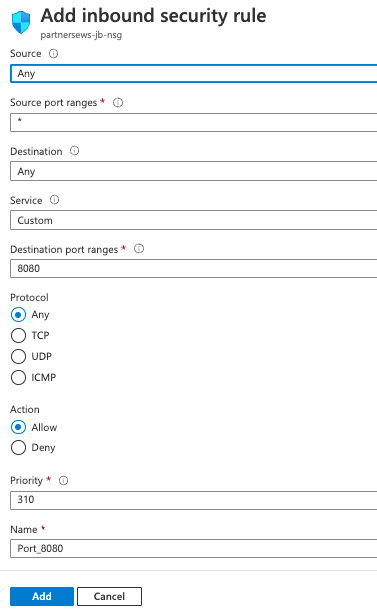 Add inbound security rule
partnersews-jb-nsg
Source
Any
Source port ranges *
*
Destination
Any
Service
Custom
Destination port ranges *
8080
Protocol
Any
TCP
UDP
ICMP
Action
Allow
Deny
Priority *
310
Name *
Port_8080
Add Cancel